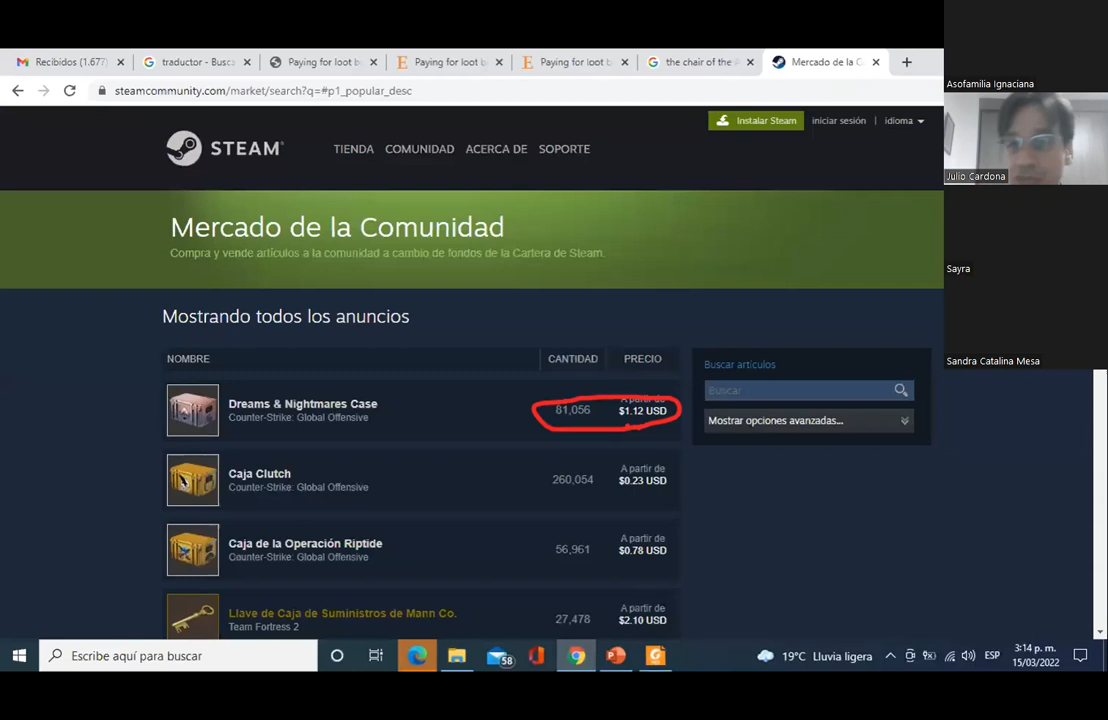 Recibidos (1.677)
traductor - Busca
Paying for loot b
Paying for loot b
Paying for loot b
the chair of the
Mercado de la C
steamcommunity.com/market/search?q=#p1_popular_desc
Asofamilia Ignaciana
Instalar Steam
iniciar sesión | idioma
STEAM
TIENDA COMUNIDAD ACERCA DE SOPORTE
Julio Cardona
Mercado de la Comunidad
Compra y vende artículos a la comunidad a cambio de fondos de la Cartera de Steam.
Sayra
Mostrando todos los anuncios
NOMBRE CANTIDAD PRECIO
Buscar artículos
Sandra Catalina Mesa
Buscar
Mostrar opciones avanzadas...
Dreams & Nightmares Case
Counter-Strike: Global Offensive
81,056
A partir de
$1.12 USD
Caja Clutch
Counter-Strike: Global Offensive
260,054
A partir de
$0.23 USD
Caja de la Operación Riptide
Counter-Strike: Global Offensive
56,961
A partir de
$0.78 USD
Llave de Caja de Suministros de Mann Co.
Team Fortress 2
27,478
A partir de
$2.10 USD
Escribe aquí para buscar
58
19°C Lluvia ligera
ESP
3:14 p. m.
15/03/2022